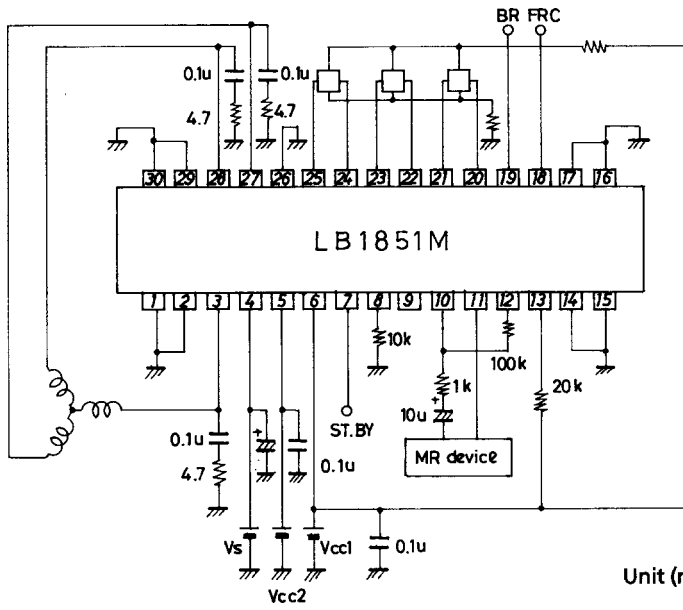 BR FRC
0.1u
0.1u
4.7
4.7
30 29 28 27 26 25 24 23 22 21 20 19 18 17 16
LB1851M
1 2 3 4 5 6 7 8 9 10 11 12 13 14 15
10k
100k
1k
20k
+
10u
ST.BY
MR device
0.1u
+
0.1u
4.7
Vs
Vcc1
0.1u
Vcc2
Unit (